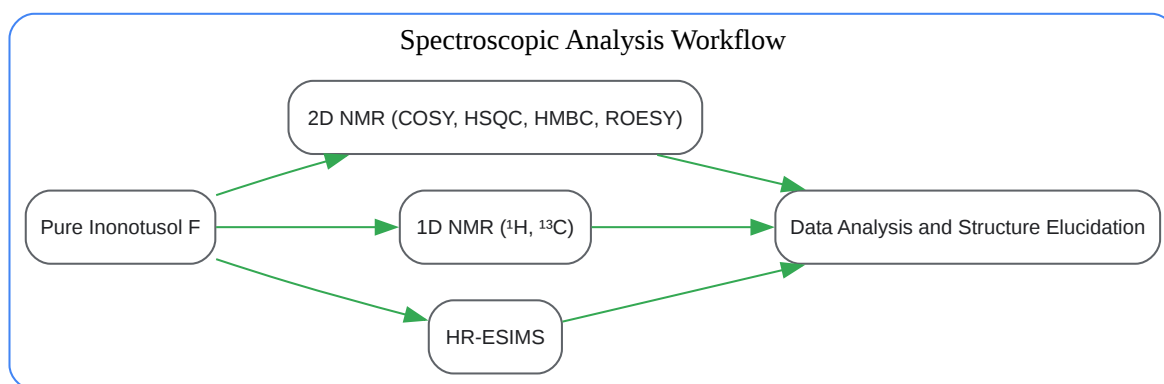 Spectroscopic Analysis Workflow
2D NMR (COSY, HSQC, HMBC, ROESY)
Pure Inonotusol F
1D NMR (¹H, ¹³C)
Data Analysis and Structure Elucidation
HR-ESIMS